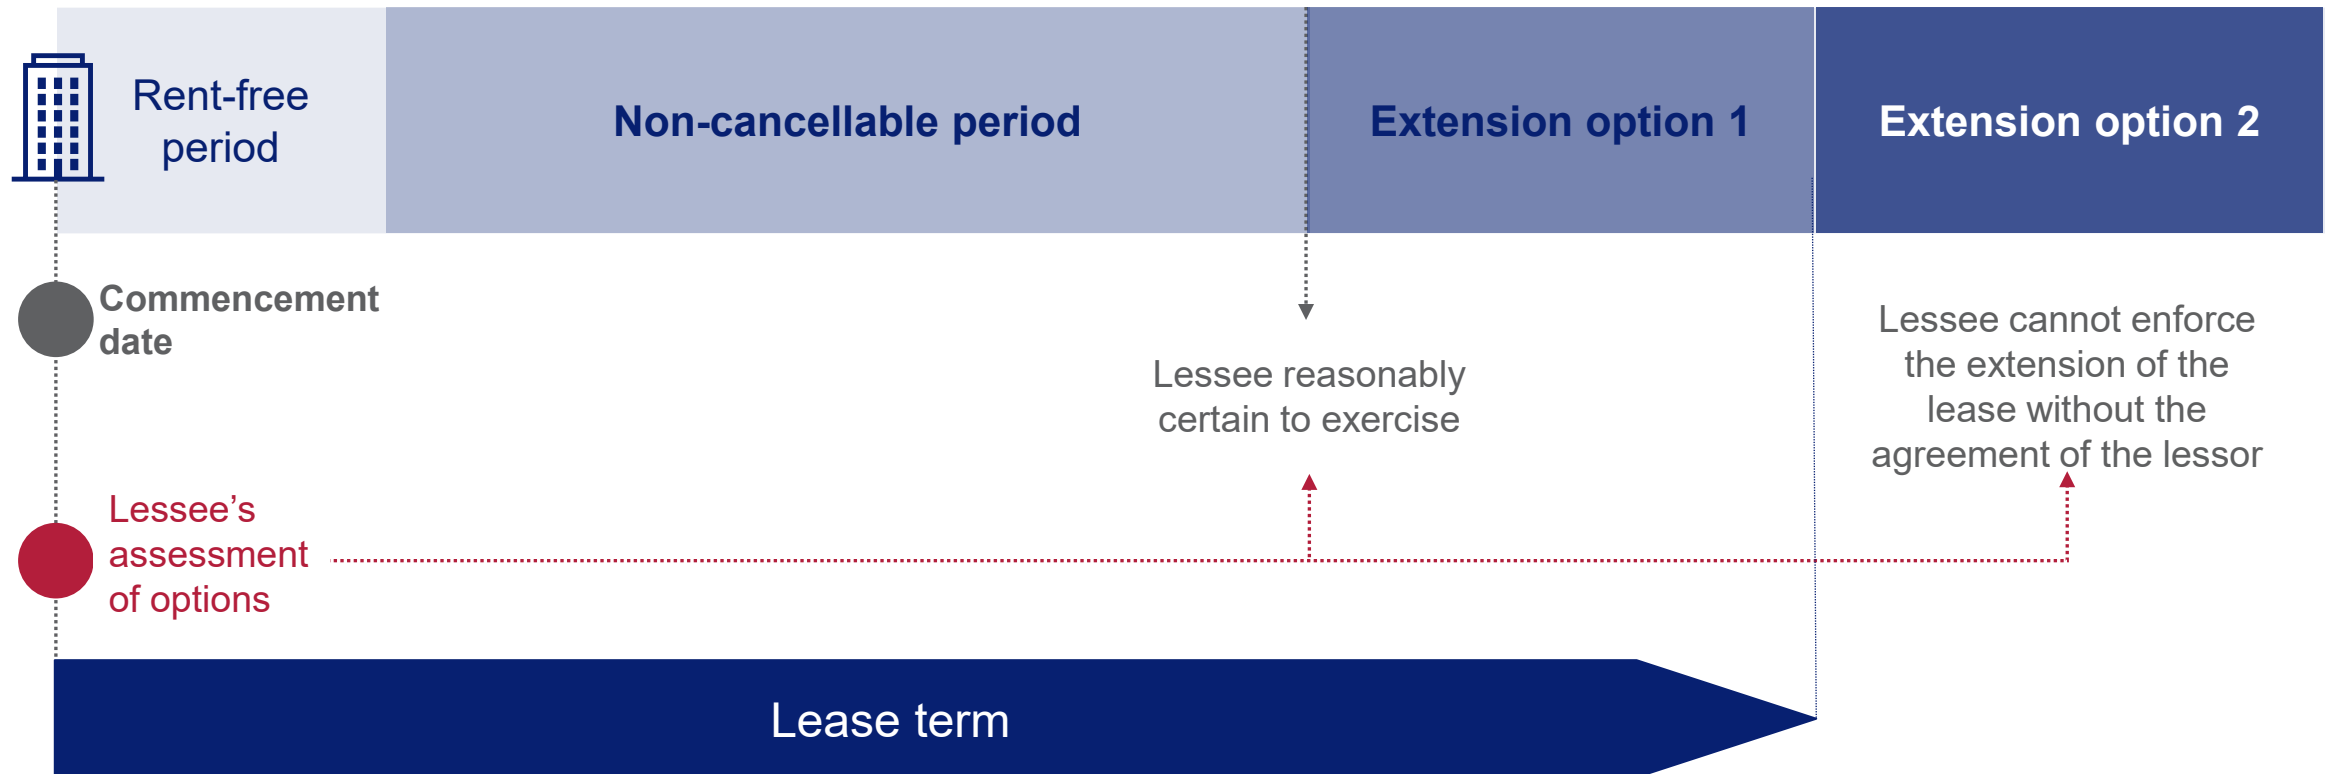 Rent-free
period
Non-cancellable period
Extension option 1
Extension option 2
Commencement
date
Lessee reasonably
certain to exercise
Lessee cannot enforce
the extension of the
lease without the
agreement of the lessor
Lessee’s
assessment
of options
Lease term